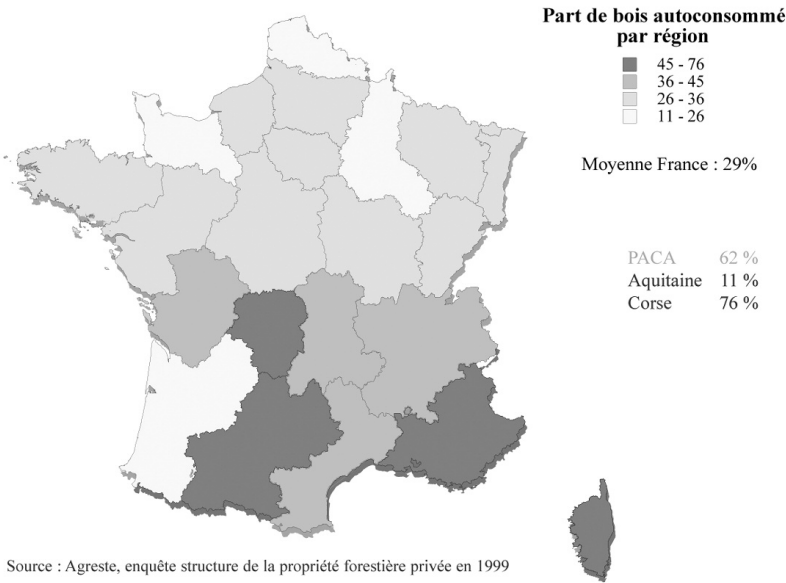 Part de bois autoconsommé
par région
45 - 76
36 - 45
26 - 36
11 - 26
Moyenne France : 29%
PACA 62 %
Aquitaine 11 %
Corse 76 %
Source : Agreste, enquête structure de la propriété forestière privée en 1999